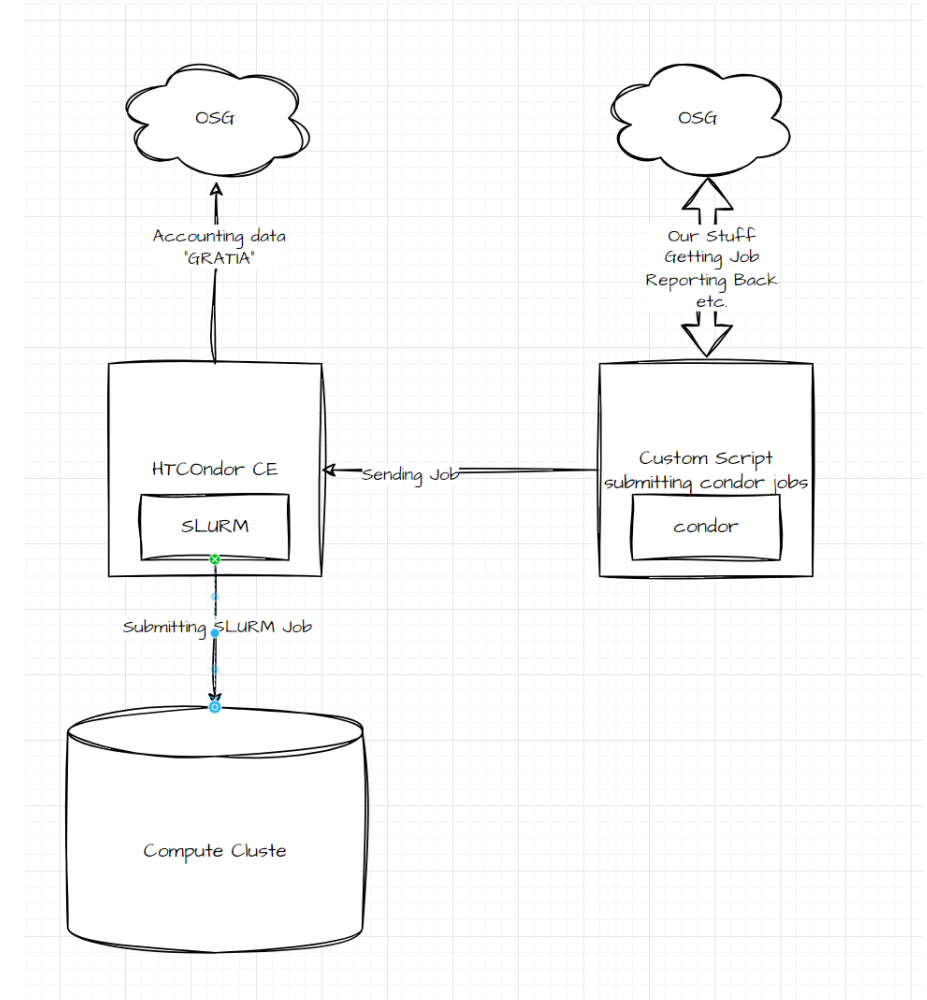 OSG
OSG
Accounting data
"GRATIA"
Our Stuff
Getting Job
Reporting Back
etc.
HTCOndor CE
SLURM
Sending Job
Custom Script
submitting condor jobs
condor
Submitting SLURM Job
Compute Cluste